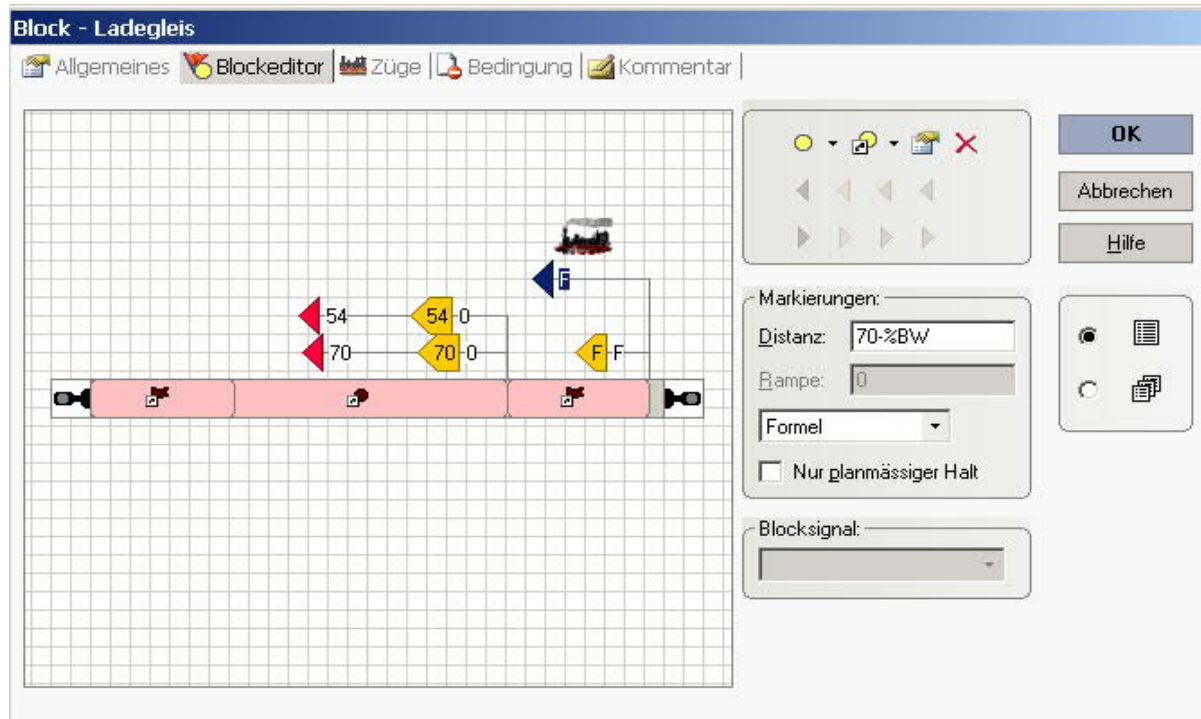 Block - Ladegleis
Allgemeines Blockeditor Züge Bedingung Kommentar
OK
Abbrechen
Hilfe
F
54 54 0
70 70 0 F F
Markierungen:
Distanz: 70-%BW
Rampe: 0
Formel
Nur planmässiger Halt
Blocksignal: